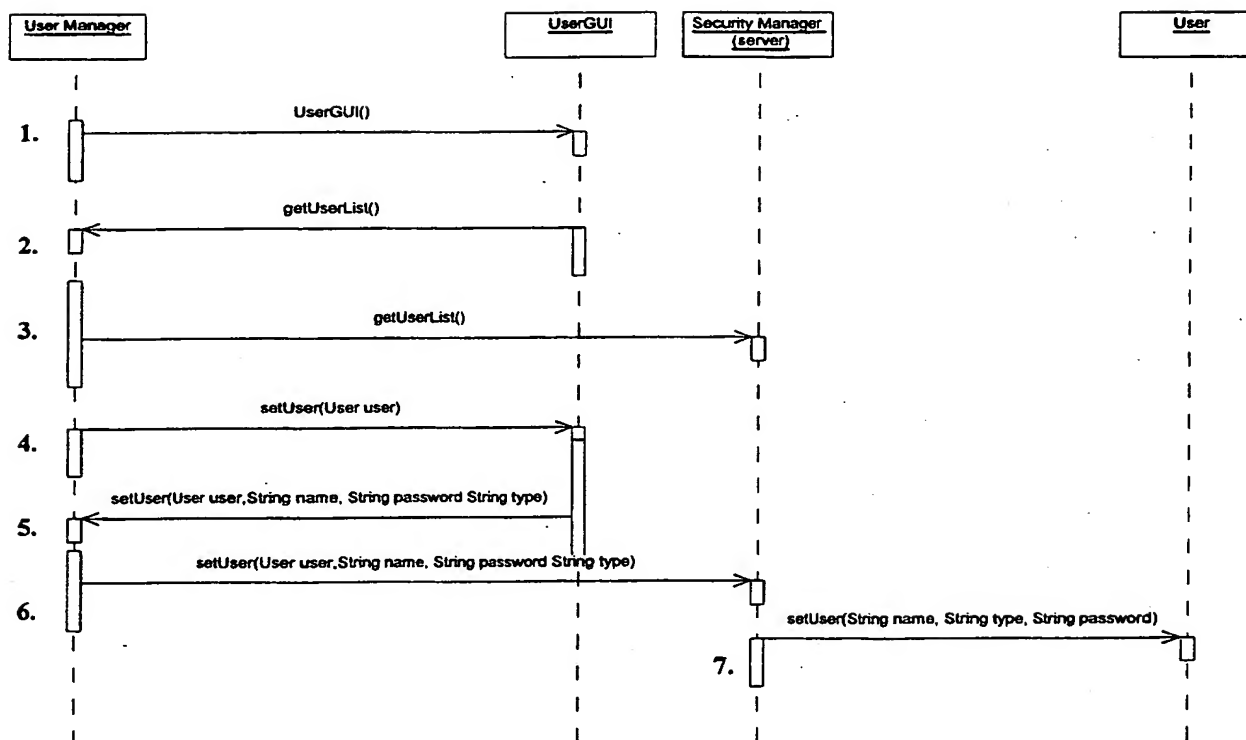 User Manager
UserGUI
Security Manager
(server)
User
1.
UserGUI()
2.
getUserList()
3.
getUserList()
4.
setUser(User user)
5.
setUser(User user,String name, String password String type)
6.
setUser(User user,String name, String password String type)
7.
setUser(String name, String type, String password)